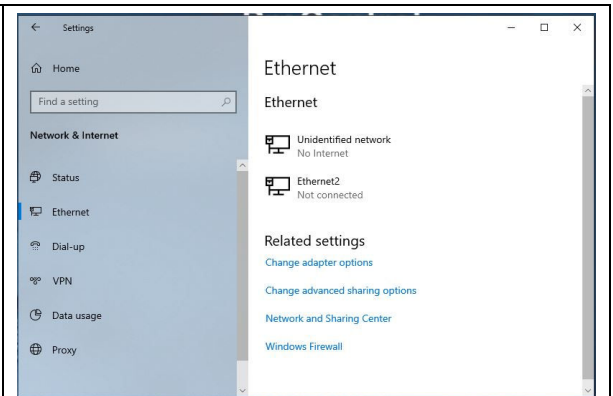 Settings
Home
Find a setting
Network & Internet
Status
Ethernet
Dial-up
VPN
Data usage
Proxy
Ethernet
Ethernet
Unidentified network
No Internet
Ethernet2
Not connected
Related settings
Change adapter options
Change advanced sharing options
Network and Sharing Center
Windows Firewall